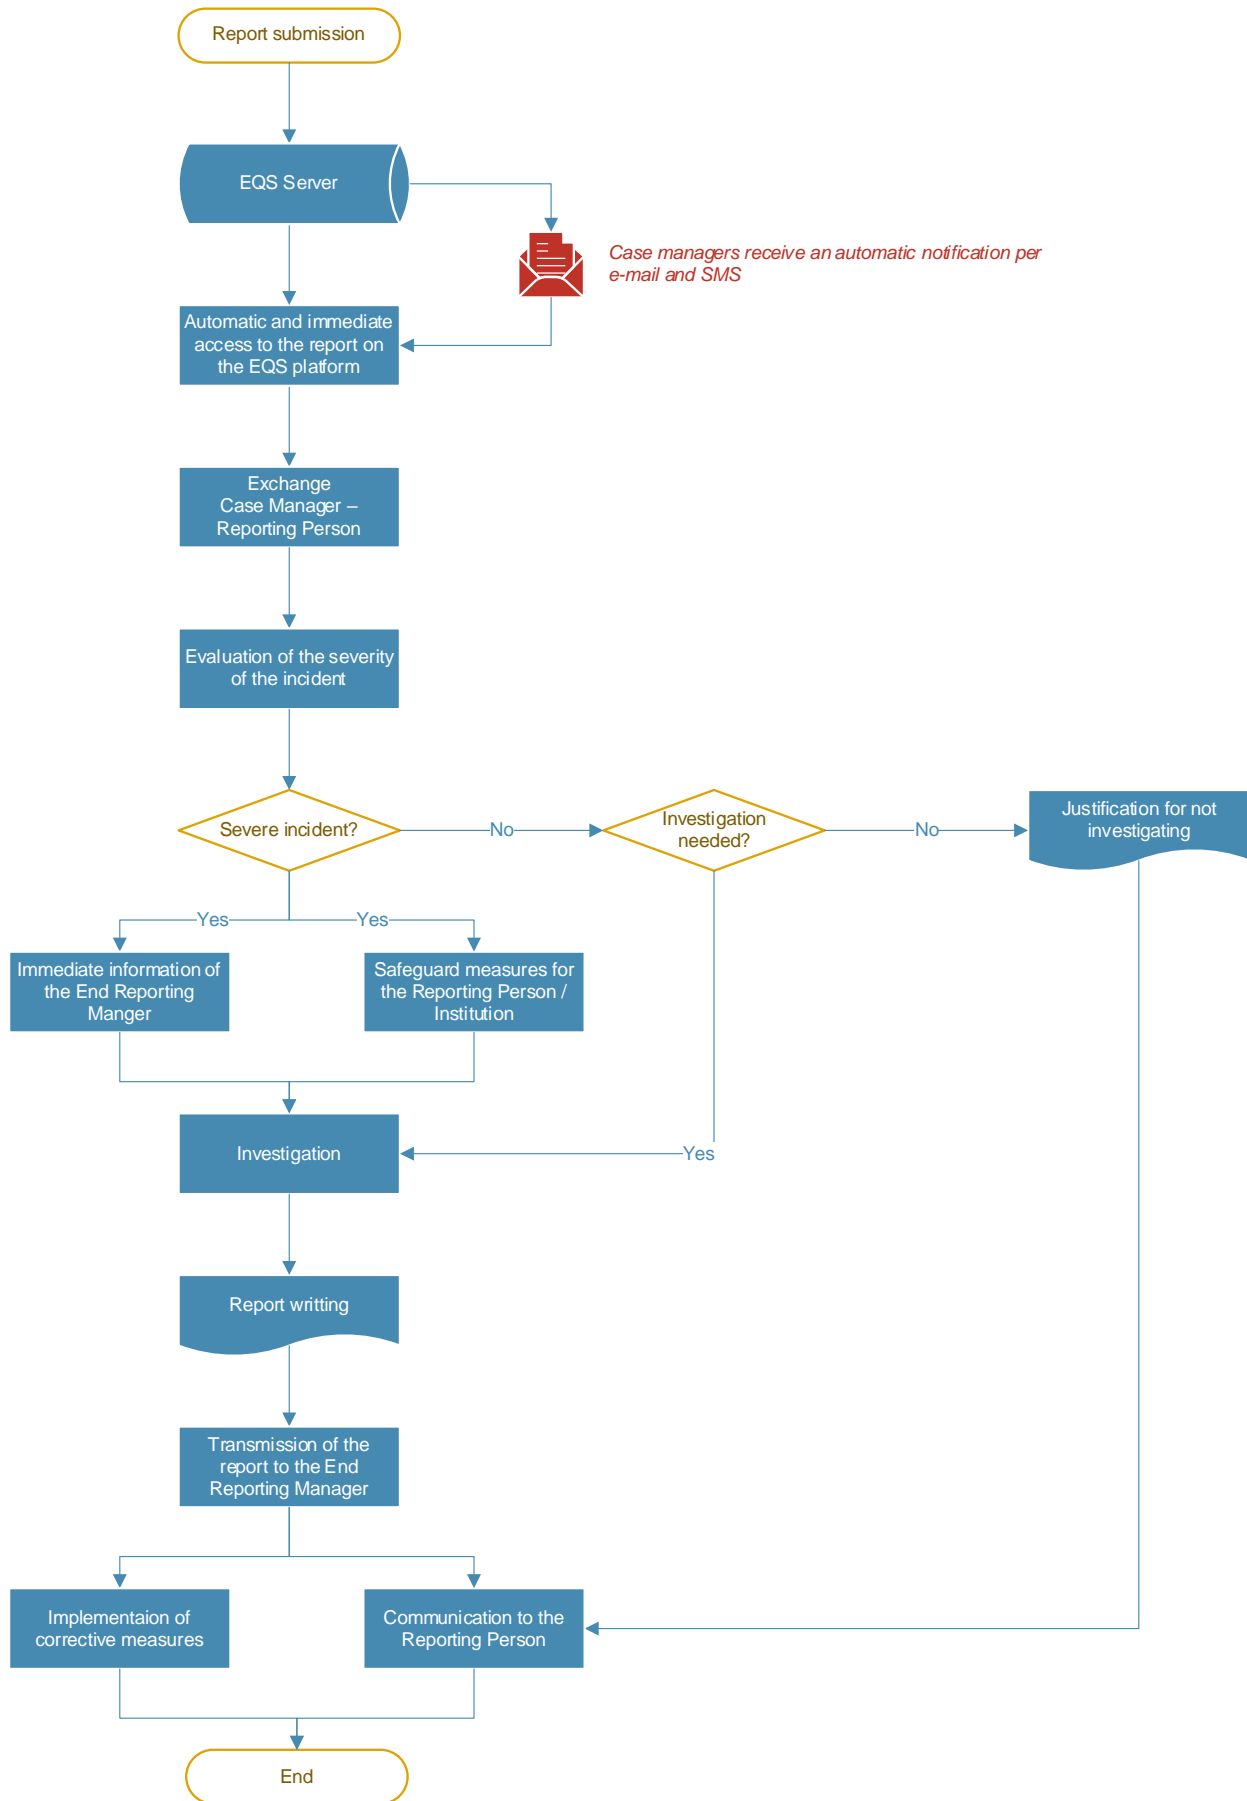 Report submission
EQS Server
Case managers receive an automatic notification per
e-mail and SMS
Automatic and immediate
access to the report on
the EQS platform
Exchange
Case Manager –
Reporting Person
Evaluation of the severity
of the incident
Severe incident?
No
Investigation
needed?
No
Justification for not
investigating
Yes
Yes
Immediate information of
the End Reporting
Manger
Safeguard measures for
the Reporting Person /
Institution
Investigation
Yes
Report writting
Transmission of the
report to the End
Reporting Manager
Implementaion of
corrective measures
Communication to the
Reporting Person
End